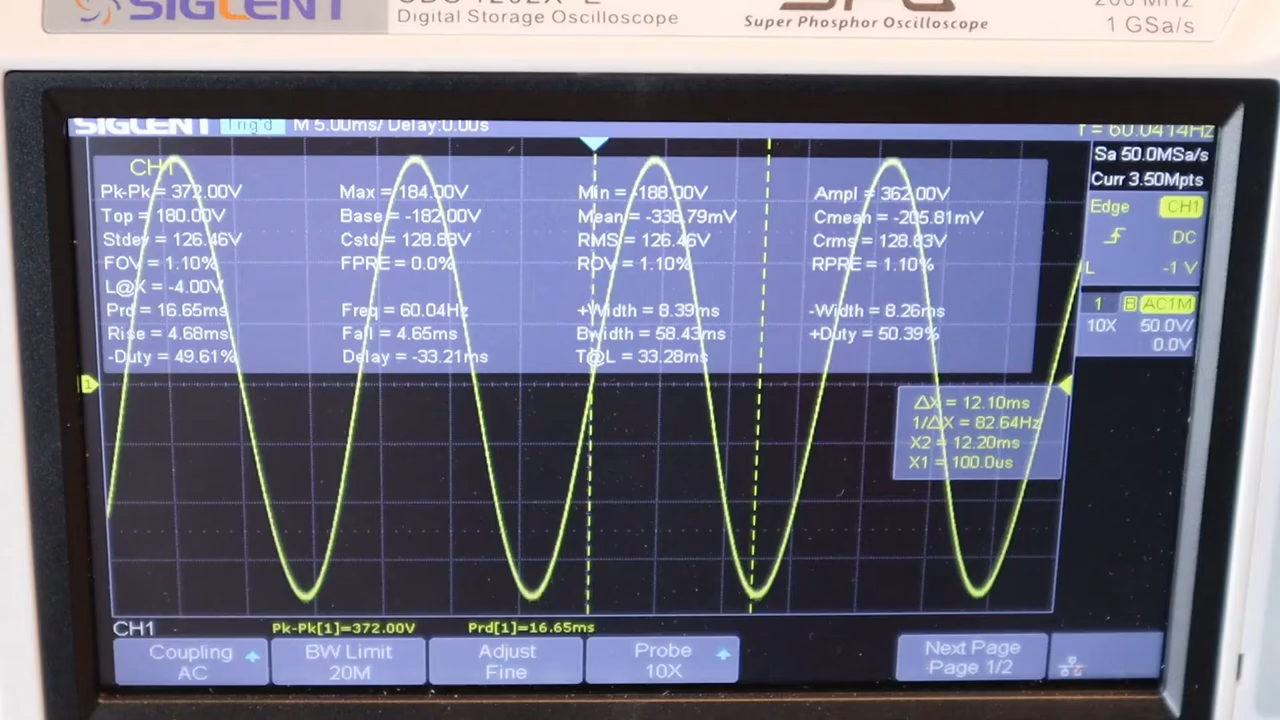 SIGLENT
Digital Storage Oscilloscope
Super Phosphor Oscilloscope
200 MHz
1 GSa/s
SIGLENT Trig'd M 5.00ms/ Delay:0.00s f = 60.0414Hz
Sa 50.0MSa/s
Curr 3.50Mpts
Edge CH1
DC
L -1 V
1 B AC1M
10X 50.0V/
0.0V
CH1
Pk-Pk = 372.00V Max = 184.00V Min = -188.00V Ampl = 362.00V
Top = 180.00V Base = -182.00V Mean = -336.79mV Cmean = -205.81mV
Stdev = 126.46V Cstd = 128.83V RMS = 126.46V Crms = 128.83V
FOV = 1.10% FPRE = 0.0% ROV = 1.10% RPRE = 1.10%
L@X = -4.00V
Prd = 16.65ms Freq = 60.04Hz +Width = 8.39ms -Width = 8.26ms
Rise = 4.68ms Fall = 4.65ms Bwidth = 58.43ms +Duty = 50.39%
-Duty = 49.61% Delay = -33.21ms T@L = 33.28ms
1
ΔX = 12.10ms
1/ΔX = 82.64Hz
X2 = 12.20ms
X1 = 100.0us
CH1 Pk-Pk[1]=372.00V Prd[1]=16.65ms
Coupling
AC
BW Limit
20M
Adjust
Fine
Probe
10X
Next Page
Page 1/2